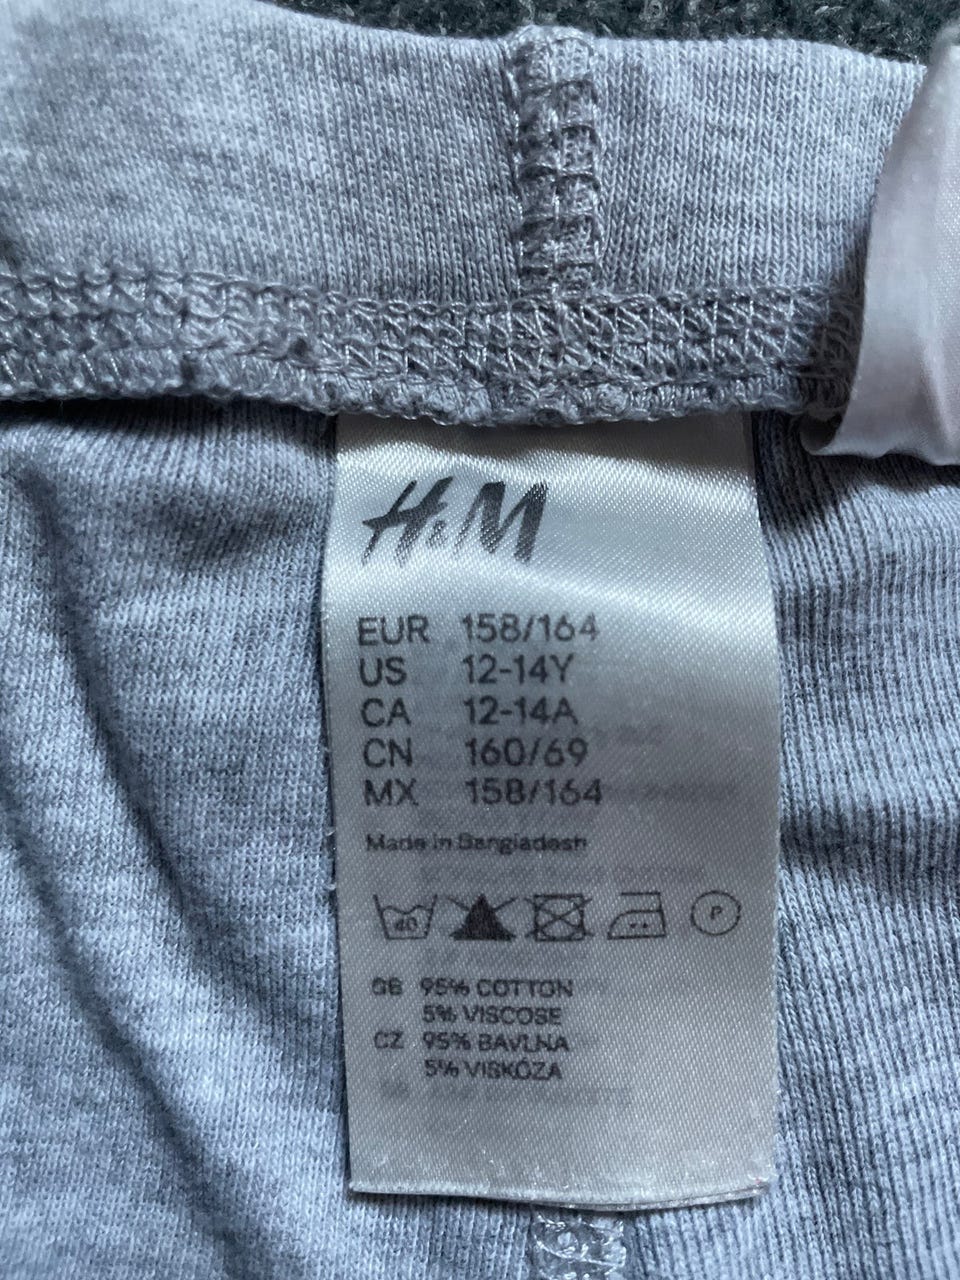 H&M
EUR 158/164
US 12-14Y
CA 12-14A
CN 160/69
MX 158/164
Made in Bangladesh
40 P
GB 95% COTTON
5% VISCOSE
CZ 95% BAVLNA
5% VISKÓZA